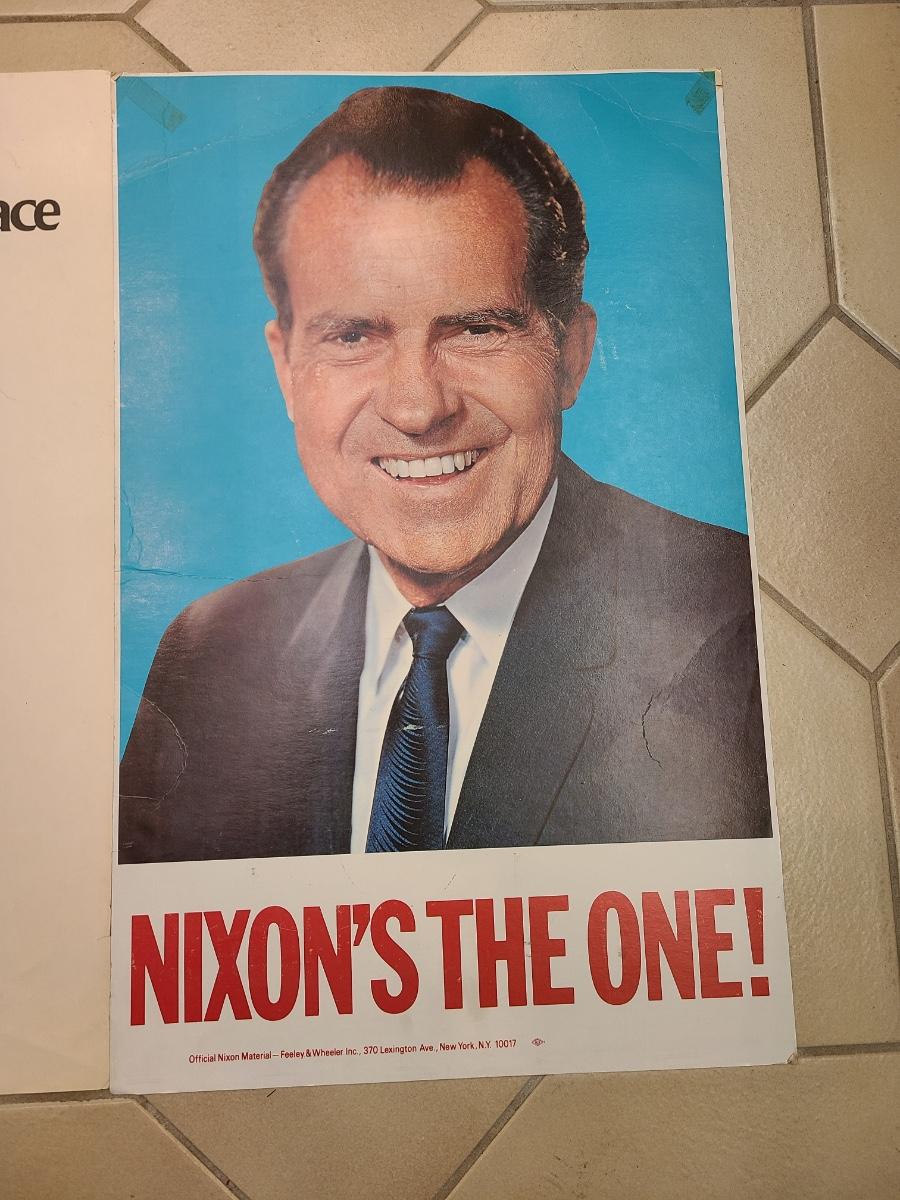 ace
NIXON'S THE ONE!
Official Nixon Material — Feeley & Wheeler Inc., 370 Lexington Ave., New York, N.Y. 10017